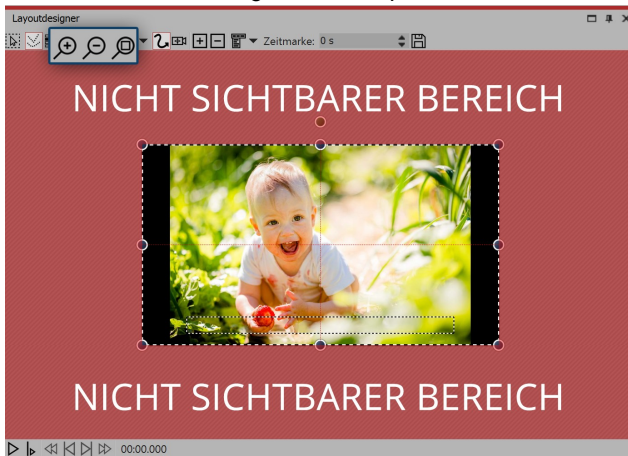 Layoutdesigner
Zeitmarke: 0 s
NICHT SICHTBARER BEREICH
NICHT SICHTBARER BEREICH
00:00.000